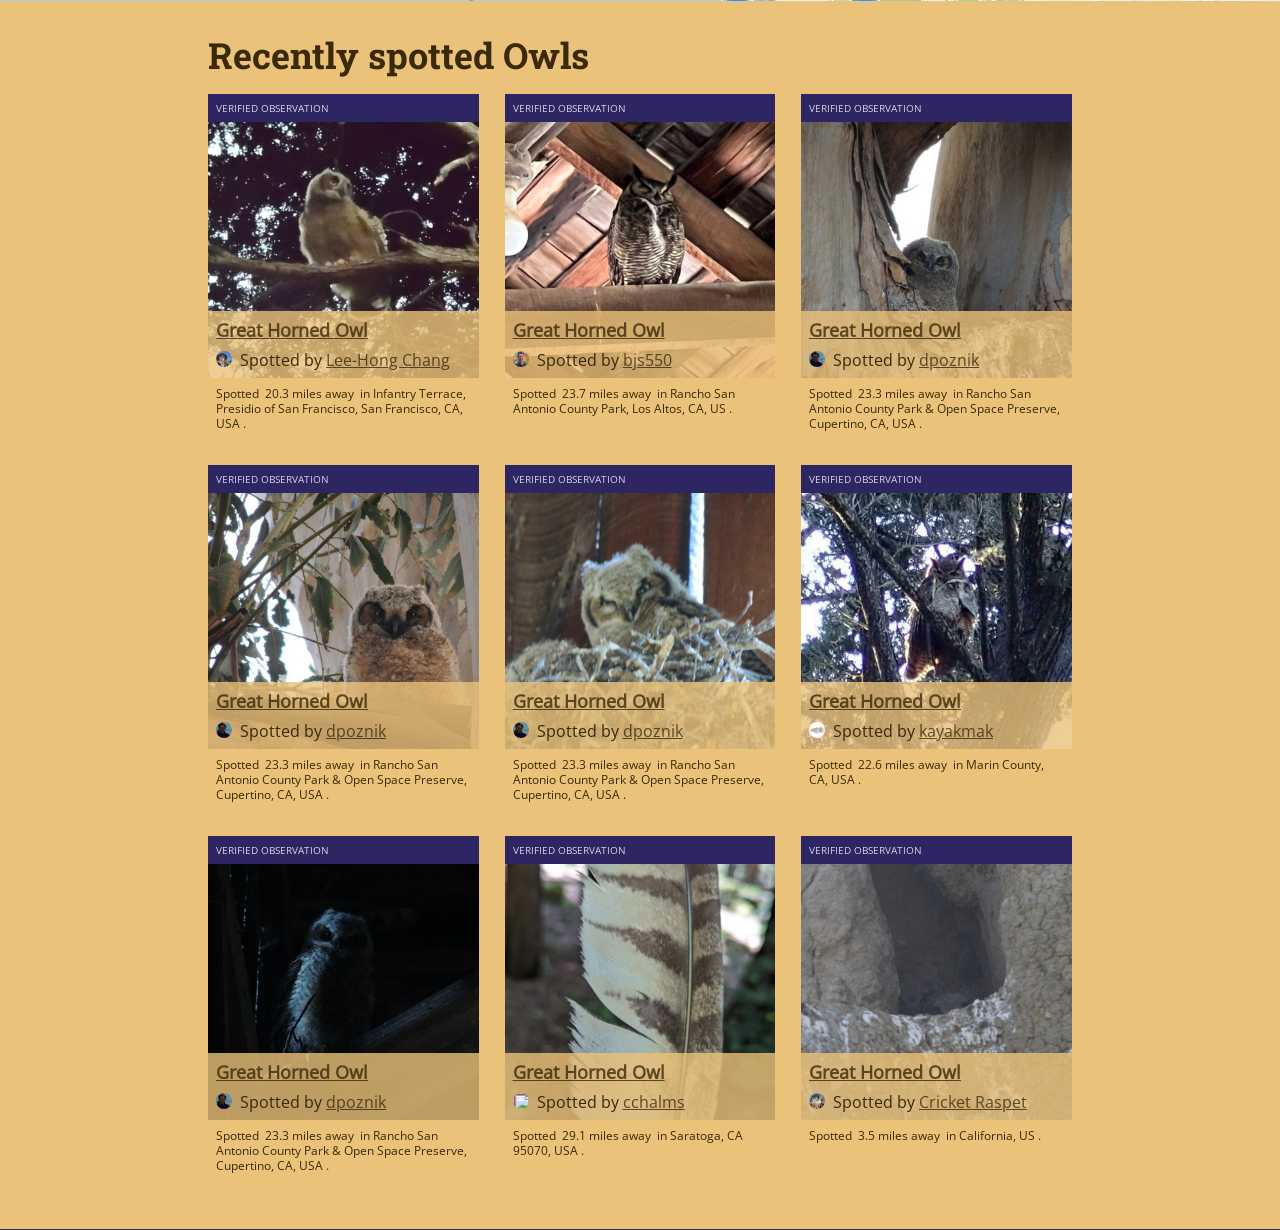 Recently spotted Owls
VERIFIED OBSERVATION
Great Horned Owl
Spotted by Lee-Hong Chang
Spotted 20.3 miles away in Infantry Terrace,
Presidio of San Francisco, San Francisco, CA,
USA .
VERIFIED OBSERVATION
Great Horned Owl
Spotted by bjs550
Spotted 23.7 miles away in Rancho San
Antonio County Park, Los Altos, CA, US .
VERIFIED OBSERVATION
Great Horned Owl
Spotted by dpoznik
Spotted 23.3 miles away in Rancho San
Antonio County Park & Open Space Preserve,
Cupertino, CA, USA .
VERIFIED OBSERVATION
Great Horned Owl
Spotted by dpoznik
Spotted 23.3 miles away in Rancho San
Antonio County Park & Open Space Preserve,
Cupertino, CA, USA .
VERIFIED OBSERVATION
Great Horned Owl
Spotted by dpoznik
Spotted 23.3 miles away in Rancho San
Antonio County Park & Open Space Preserve,
Cupertino, CA, USA .
VERIFIED OBSERVATION
Great Horned Owl
Spotted by kayakmak
Spotted 22.6 miles away in Marin County,
CA, USA .
VERIFIED OBSERVATION
Great Horned Owl
Spotted by dpoznik
Spotted 23.3 miles away in Rancho San
Antonio County Park & Open Space Preserve,
Cupertino, CA, USA .
VERIFIED OBSERVATION
Great Horned Owl
Spotted by cchalms
Spotted 29.1 miles away in Saratoga, CA
95070, USA .
VERIFIED OBSERVATION
Great Horned Owl
Spotted by Cricket Raspet
Spotted 3.5 miles away in California, US .